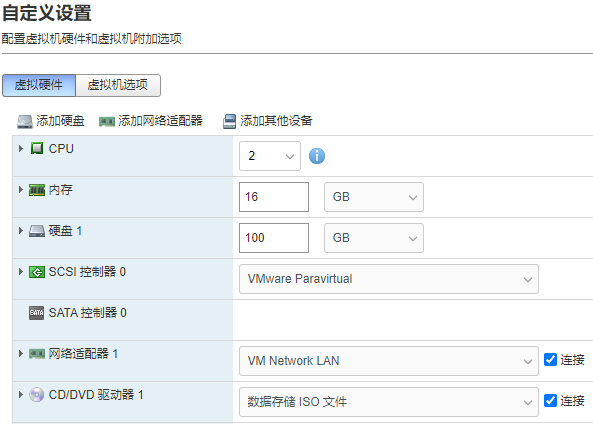 自定义设置
配置虚拟机硬件和虚拟机附加选项
虚拟硬件 虚拟机选项
添加硬盘 添加网络适配器 添加其他设备
CPU 2
内存 16 GB
硬盘 1 100 GB
SCSI 控制器 0 VMware Paravirtual
SATA SATA 控制器 0
网络适配器 1 VM Network LAN 连接
CD/DVD 驱动器 1 数据存储 ISO 文件 连接